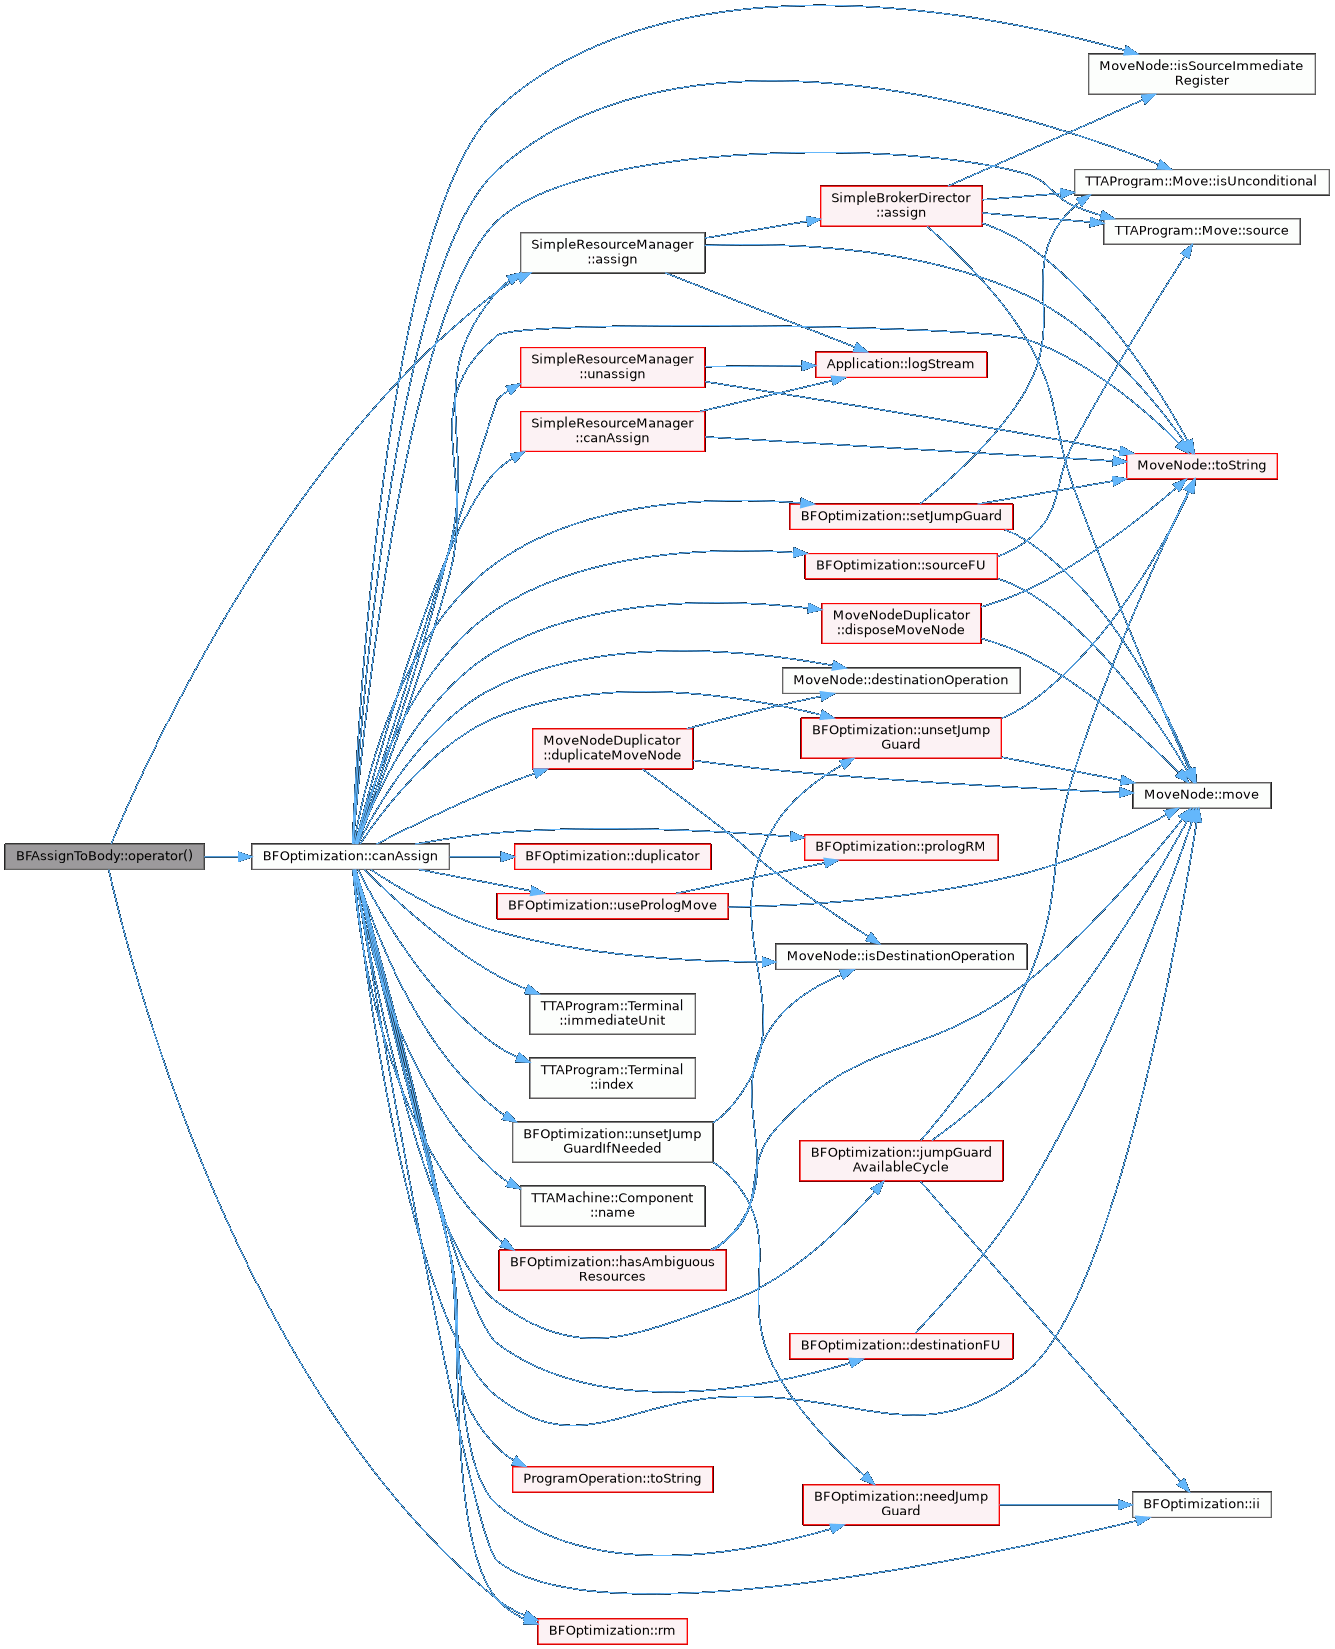 MoveNode::isSourceImmediate
Register
TTAProgram::Move::isUnconditional
SimpleBrokerDirector
::assign
TTAProgram::Move::source
SimpleResourceManager
::assign
SimpleResourceManager
::unassign
Application::logStream
SimpleResourceManager
::canAssign
MoveNode::toString
BFOptimization::setJumpGuard
BFOptimization::sourceFU
MoveNodeDuplicator
::disposeMoveNode
MoveNode::destinationOperation
BFOptimization::unsetJump
Guard
MoveNodeDuplicator
::duplicateMoveNode
MoveNode::move
BFAssignToBody::operator()
BFOptimization::canAssign
BFOptimization::duplicator
BFOptimization::prologRM
BFOptimization::usePrologMove
MoveNode::isDestinationOperation
TTAProgram::Terminal
::immediateUnit
TTAProgram::Terminal
::index
BFOptimization::unsetJump
GuardIfNeeded
BFOptimization::jumpGuard
AvailableCycle
TTAMachine::Component
::name
BFOptimization::hasAmbiguous
Resources
BFOptimization::destinationFU
ProgramOperation::toString
BFOptimization::needJump
Guard
BFOptimization::ii
BFOptimization::rm